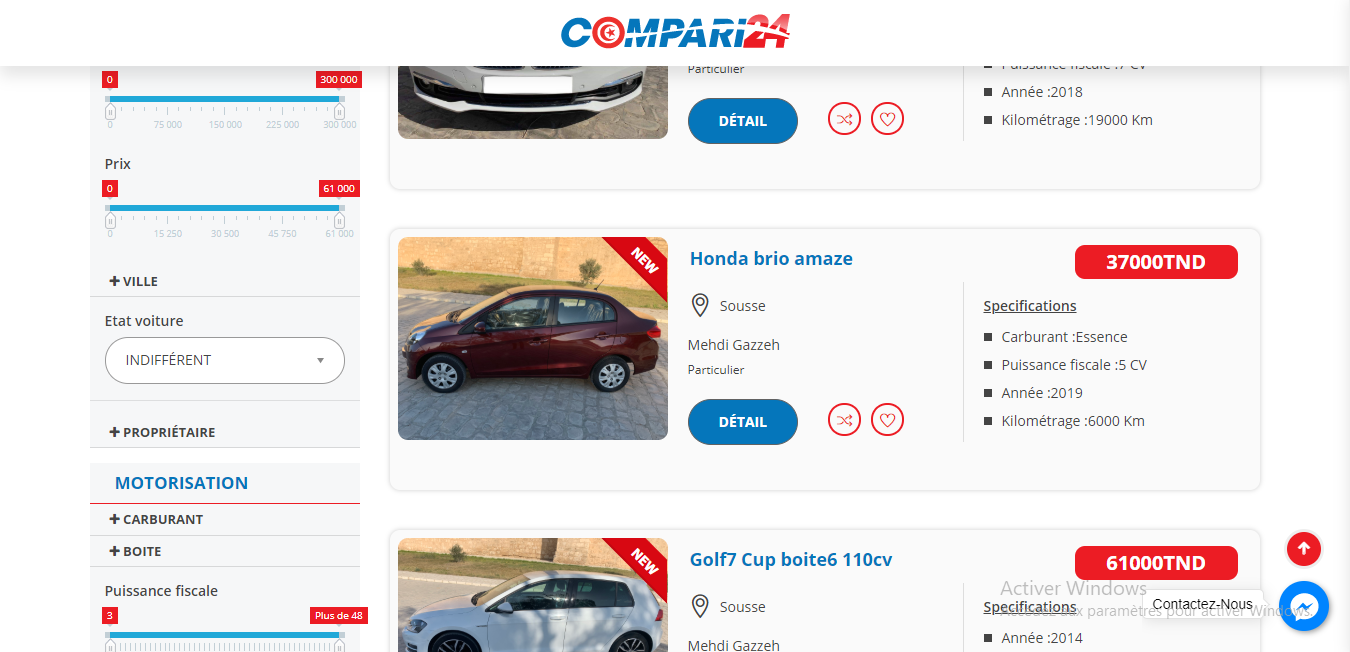 COMPARI24
0
300 000
0
75 000
150 000
225 000
300 000
Prix
0
61 000
0
15 250
30 500
45 750
61 000
VILLE
Etat voiture
INDIFFÉRENT
PROPRIÉTAIRE
MOTORISATION
CARBURANT
BOITE
Puissance fiscale
3
Plus de 48
Particulier
DÉTAIL
Puissance fiscale :7 CV
Année :2018
Kilométrage :19000 Km
NEW
Honda brio amaze
37000TND
Sousse
Mehdi Gazzeh
Particulier
DÉTAIL
Specifications
Carburant :Essence
Puissance fiscale :5 CV
Année :2019
Kilométrage :6000 Km
NEW
Golf7 Cup boite6 110cv
61000TND
Sousse
Mehdi Gazzeh
Specifications
Année :2014
Activer Windows
aux paramètres pour activer Windows.
Contactez-Nous